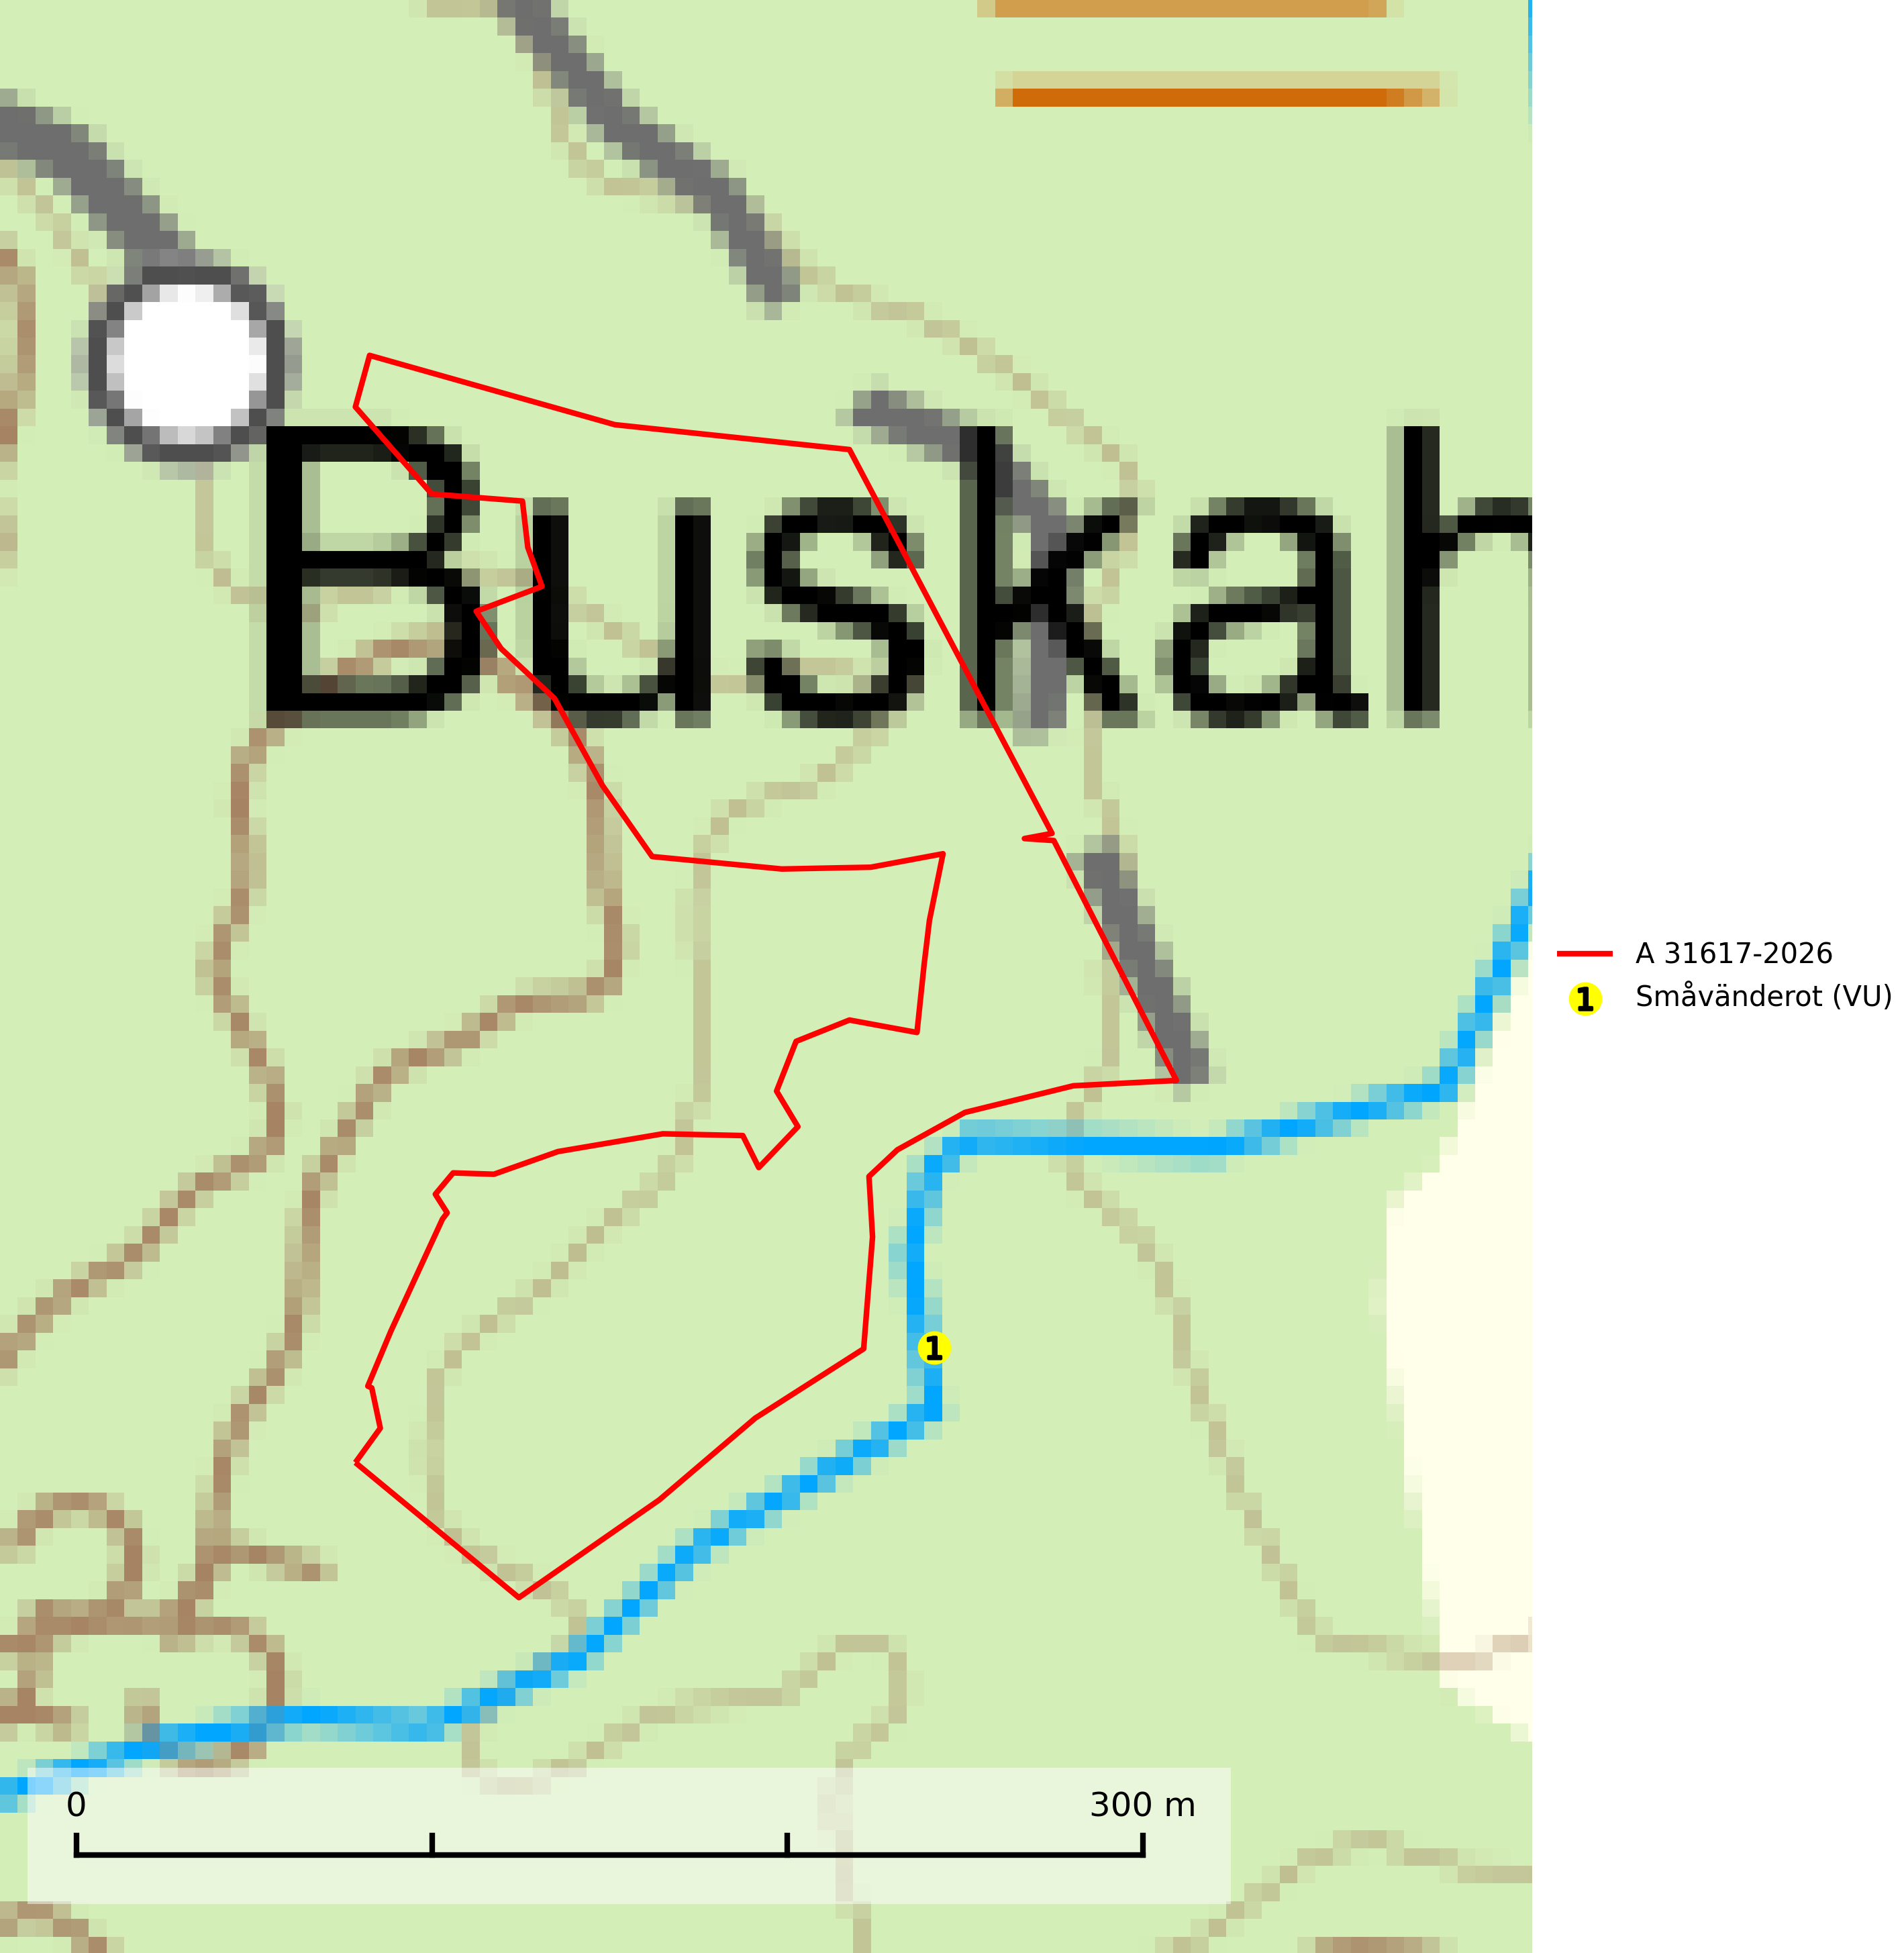 Buskah
A 31617-2026
1 Småvänderot (VU)
1
0 300 m